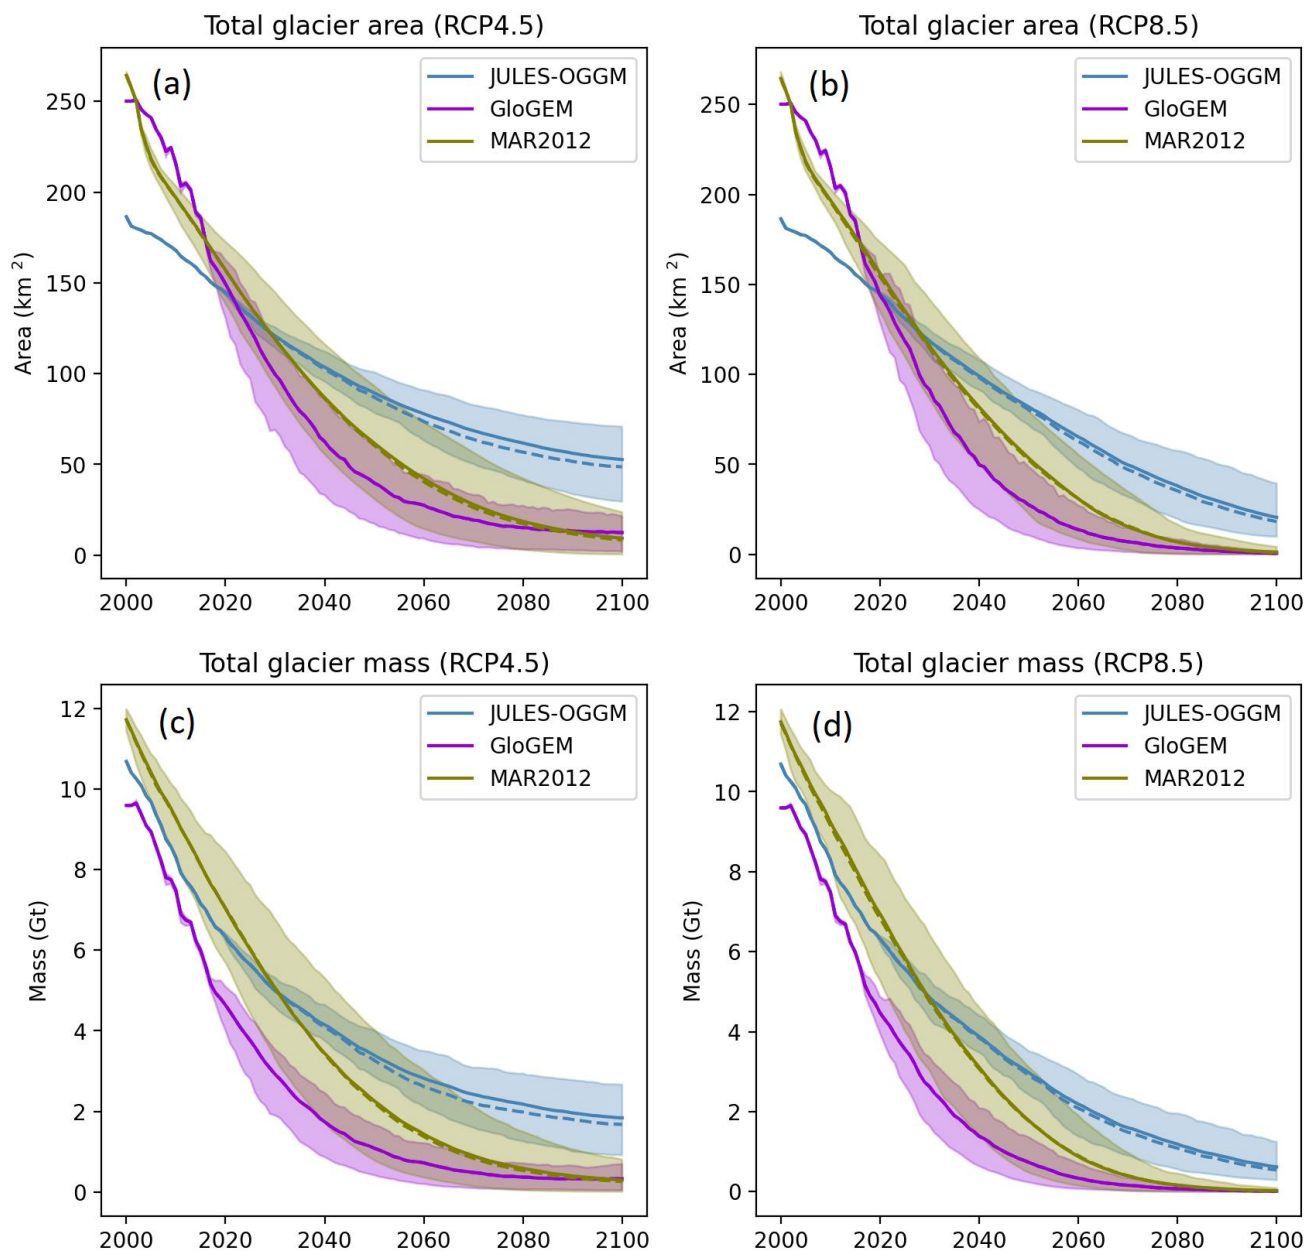 Total glacier area (RCP4.5)
(a)
JULES-OGGM
GloGEM
MAR2012
Area (km ²)
250
200
150
100
50
0
2000 2020 2040 2060 2080 2100
Total glacier area (RCP8.5)
(b)
JULES-OGGM
GloGEM
MAR2012
Area (km ²)
250
200
150
100
50
0
2000 2020 2040 2060 2080 2100
Total glacier mass (RCP4.5)
(c)
JULES-OGGM
GloGEM
MAR2012
Mass (Gt)
12
10
8
6
4
2
0
2000 2020 2040 2060 2080 2100
Total glacier mass (RCP8.5)
(d)
JULES-OGGM
GloGEM
MAR2012
Mass (Gt)
12
10
8
6
4
2
0
2000 2020 2040 2060 2080 2100